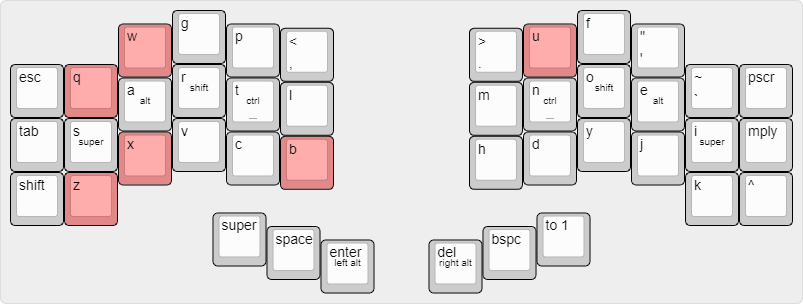 g
w
p
<
,
esc
q
a
alt
r
shift
t
ctrl
_
l
tab
s
super
x
v
c
b
shift
z
super
space
enter
left alt
f
u
"
'
>
.
m
n
ctrl
_
o
shift
e
alt
~
`
pscr
h
d
y
j
i
super
mply
k
^
to 1
bspc
del
right alt